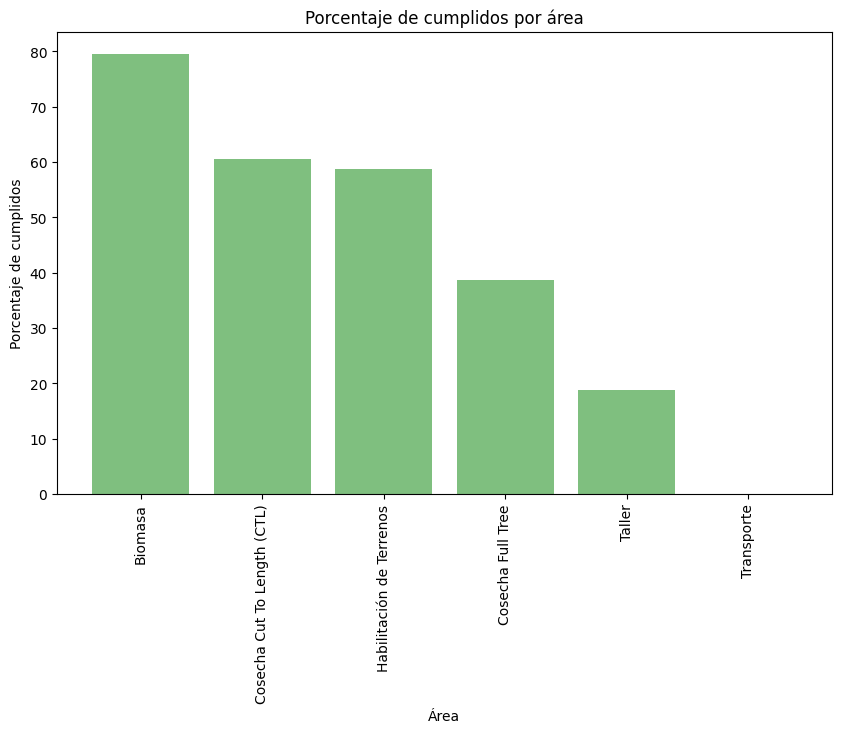 Porcentaje de cumplidos por área
Porcentaje de cumplidos
80
70
60
50
40
30
20
10
0
Biomasa
Cosecha Cut To Length (CTL)
Habilitación de Terrenos
Cosecha Full Tree
Taller
Transporte
Área